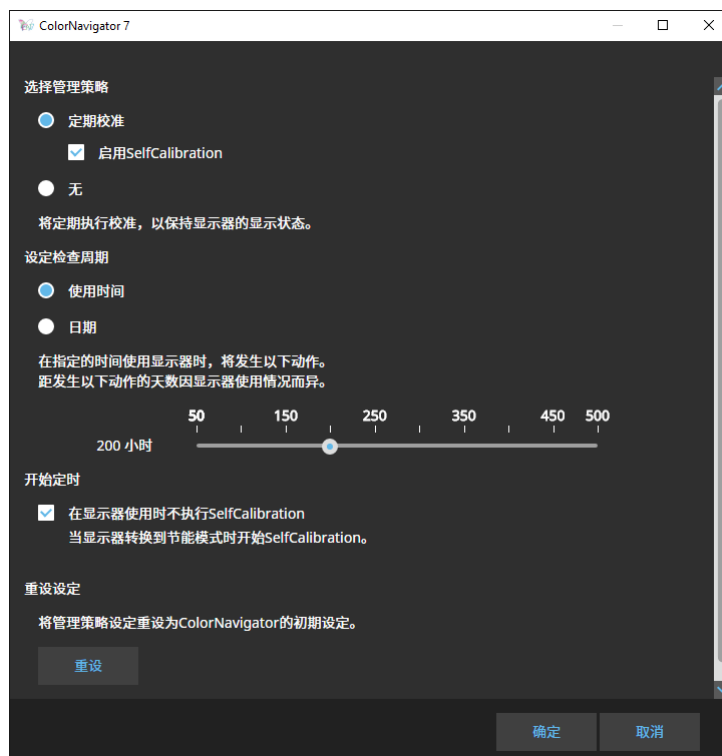 ColorNavigator 7
选择管理策略
定期校准
启用SelfCalibration
无
将定期执行校准，以保持显示器的显示状态。
设定检查周期
使用时间
日期
在指定的时间使用显示器时，将发生以下动作。
距发生以下动作的天数因显示器使用情况而异。
50 150 250 350 450 500
200 小时
开始定时
在显示器使用时不执行SelfCalibration
当显示器转换到节能模式时开始SelfCalibration。
重设设定
将管理策略设定重设为ColorNavigator的初期设定。
重设
确定 取消